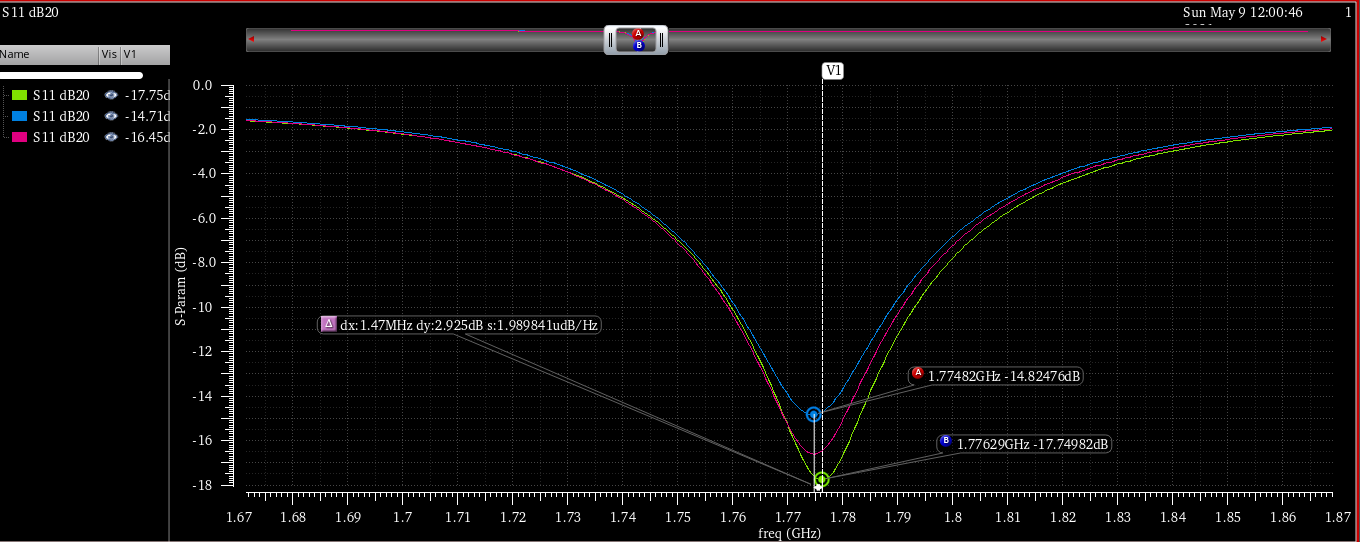 S11 dB20
Sun May 9 12:00:46
1
A
B
Name Vis V1
V1
S11 dB20 -17.75d
S11 dB20 -14.71d
S11 dB20 -16.45d
0.0
-2.0
-4.0
-6.0
-8.0
-10
-12
-14
-16
-18
S-Param (dB)
Δ dx:1.47MHz dy:2.925dB s:1.989841udB/Hz
A 1.77482GHz -14.82476dB
B 1.77629GHz -17.74982dB
1.67 1.68 1.69 1.7 1.71 1.72 1.73 1.74 1.75 1.76 1.77 1.78 1.79 1.8 1.81 1.82 1.83 1.84 1.85 1.86 1.87
freq (GHz)